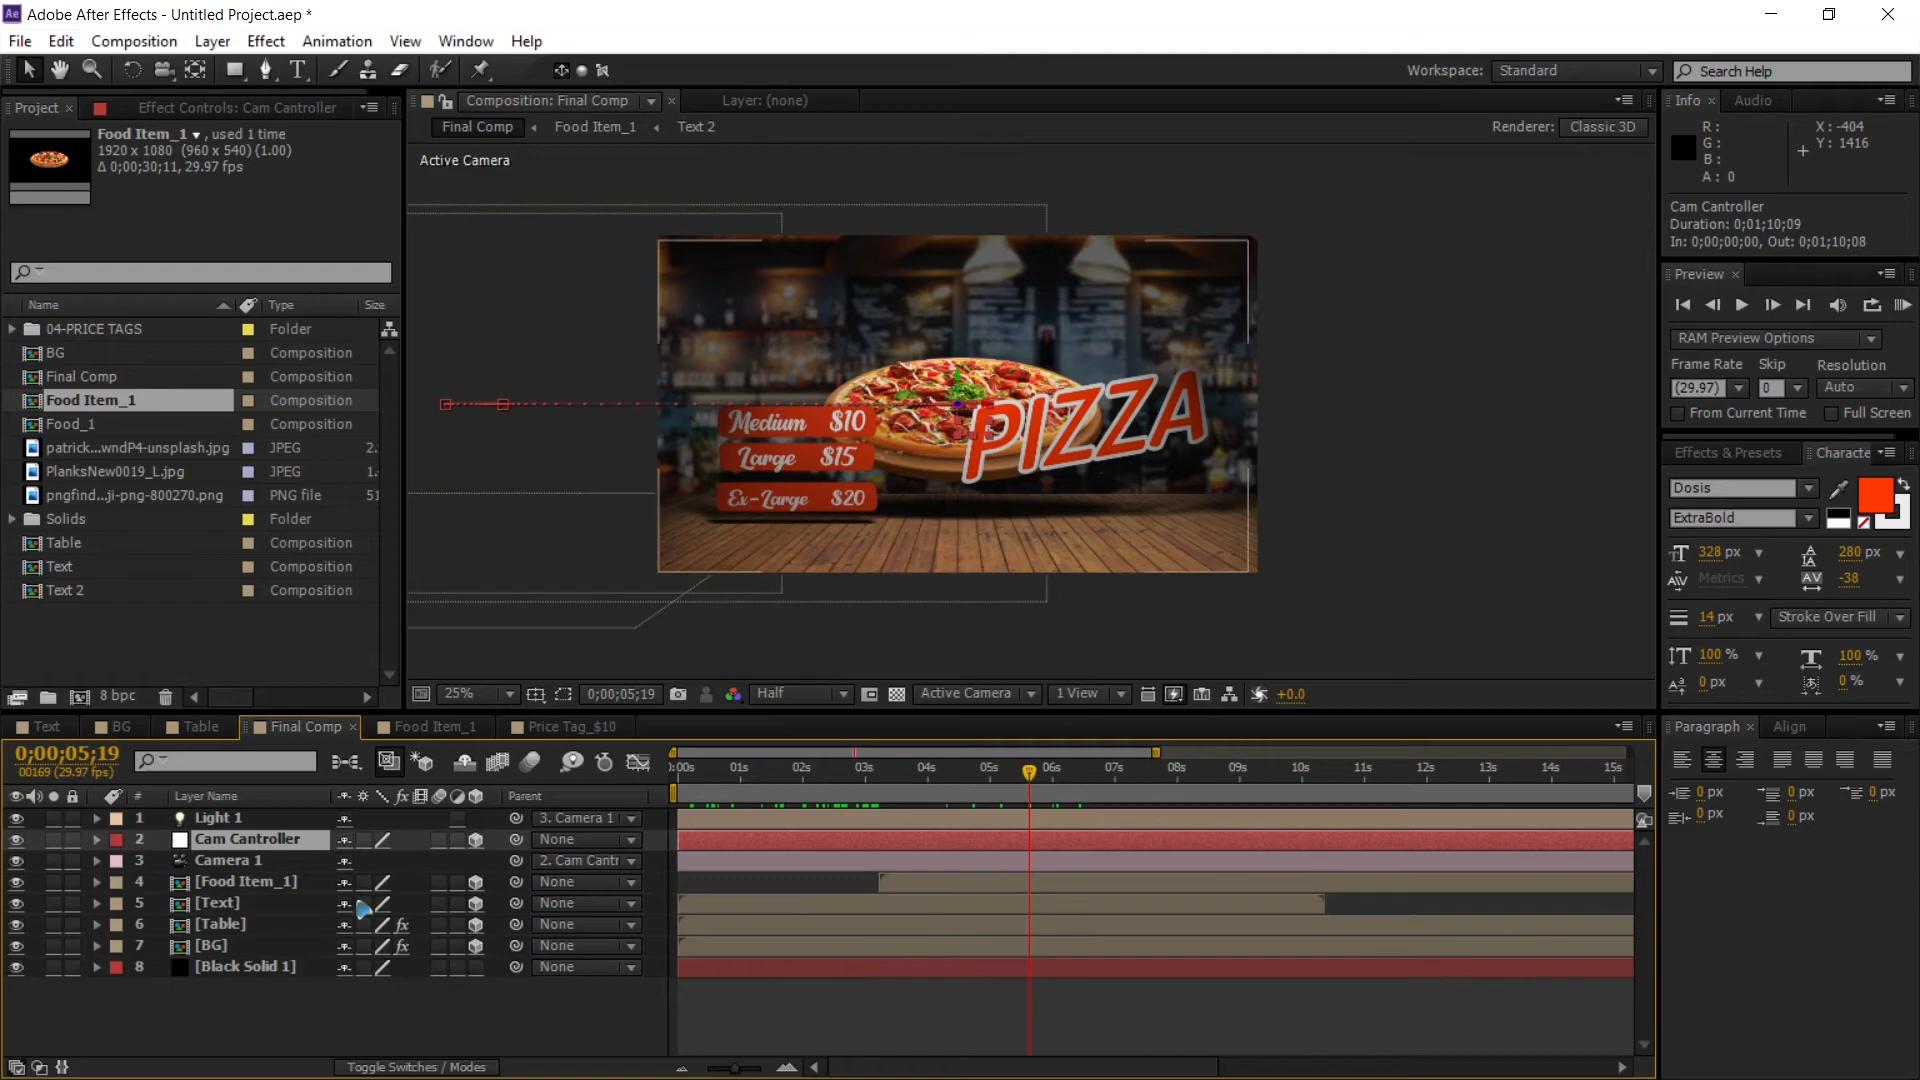 Adobe After Effects - Untitled Project.aep *
File Edit Composition Layer Effect Animation View Window Help
Workspace: Standard Search Help
Project × Effect Controls: Cam Cantroller
Food Item_1 , used 1 time
1920 x 1080 (960 x 540) (1.00)
Δ 0;00;30;11, 29.97 fps
Name Type Size
04-PRICE TAGS Folder
BG Composition
Final Comp Composition
Food Item_1 Composition
Food_1 Composition
patrick...wndP4-unsplash.jpg JPEG 2.
PlanksNew0019_L.jpg JPEG 1.
pngfind...ji-png-800270.png PNG file 51
Solids Folder
Table Composition
Text Composition
Text 2 Composition
8 bpc
Composition: Final Comp × Layer: (none)
Final Comp Food Item_1 Text 2
Renderer: Classic 3D
Active Camera
Medium $10
Large $15
Ex-Large $20
PIZZA
25% 0;00;05;19 Half Active Camera 1 View +0.0
Info × Audio
R : X : -404
G : Y : 1416
B :
A : 0
Cam Cantroller
Duration: 0;01;10;09
In: 0;00;00;00, Out: 0;01;10;08
Preview ×
RAM Preview Options
Frame Rate Skip Resolution
(29.97) 0 Auto
From Current Time Full Screen
Effects & Presets Characte
Dosis
ExtraBold
328 px 280 px
Metrics -38
14 px Stroke Over Fill
100 % 100 %
0 px 0 %
Text BG Table Final Comp × Food Item_1 Price Tag_$10
0;00;05;19
00169 (29.97 fps)
):00s 01s 02s 03s 04s 05s 06s 07s 08s 09s 10s 11s 12s 13s 14s 15s
# Layer Name fx Parent
1 Light 1 3. Camera 1
2 Cam Cantroller None
3 Camera 1 2. Cam Cantr
4 [Food Item_1] None
5 [Text] None
6 [Table] fx None
7 [BG] fx None
8 [Black Solid 1] None
Toggle Switches / Modes
Paragraph × Align
0 px 0 px 0 px
0 px 0 px